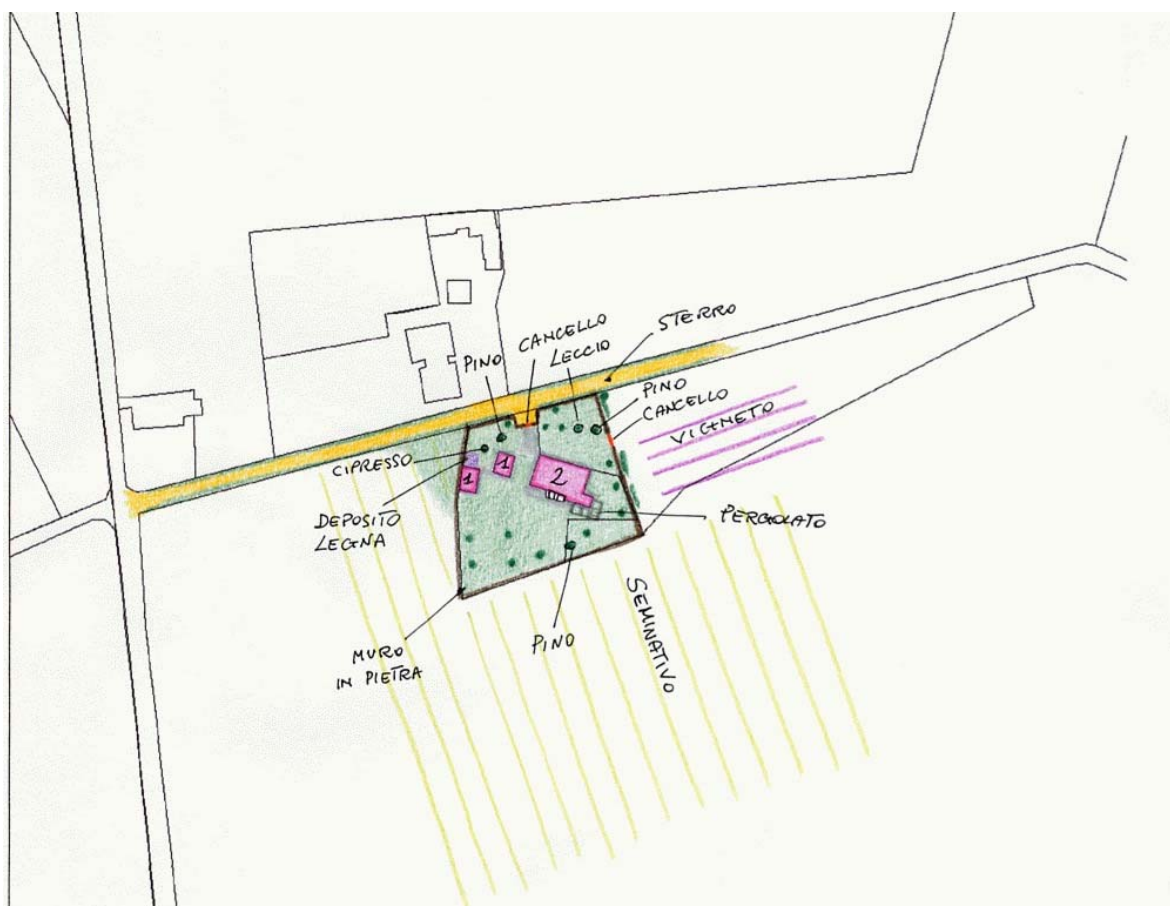 STERRO
CANCELLO
LECCIO
PINO
PINO
CANCELLO
VIGNETO
CIPRESSO
1
1
2
DEPOSITO
LEGNA
PERGOLATO
SEMINATIVO
MURO
IN PIETRA
PINO